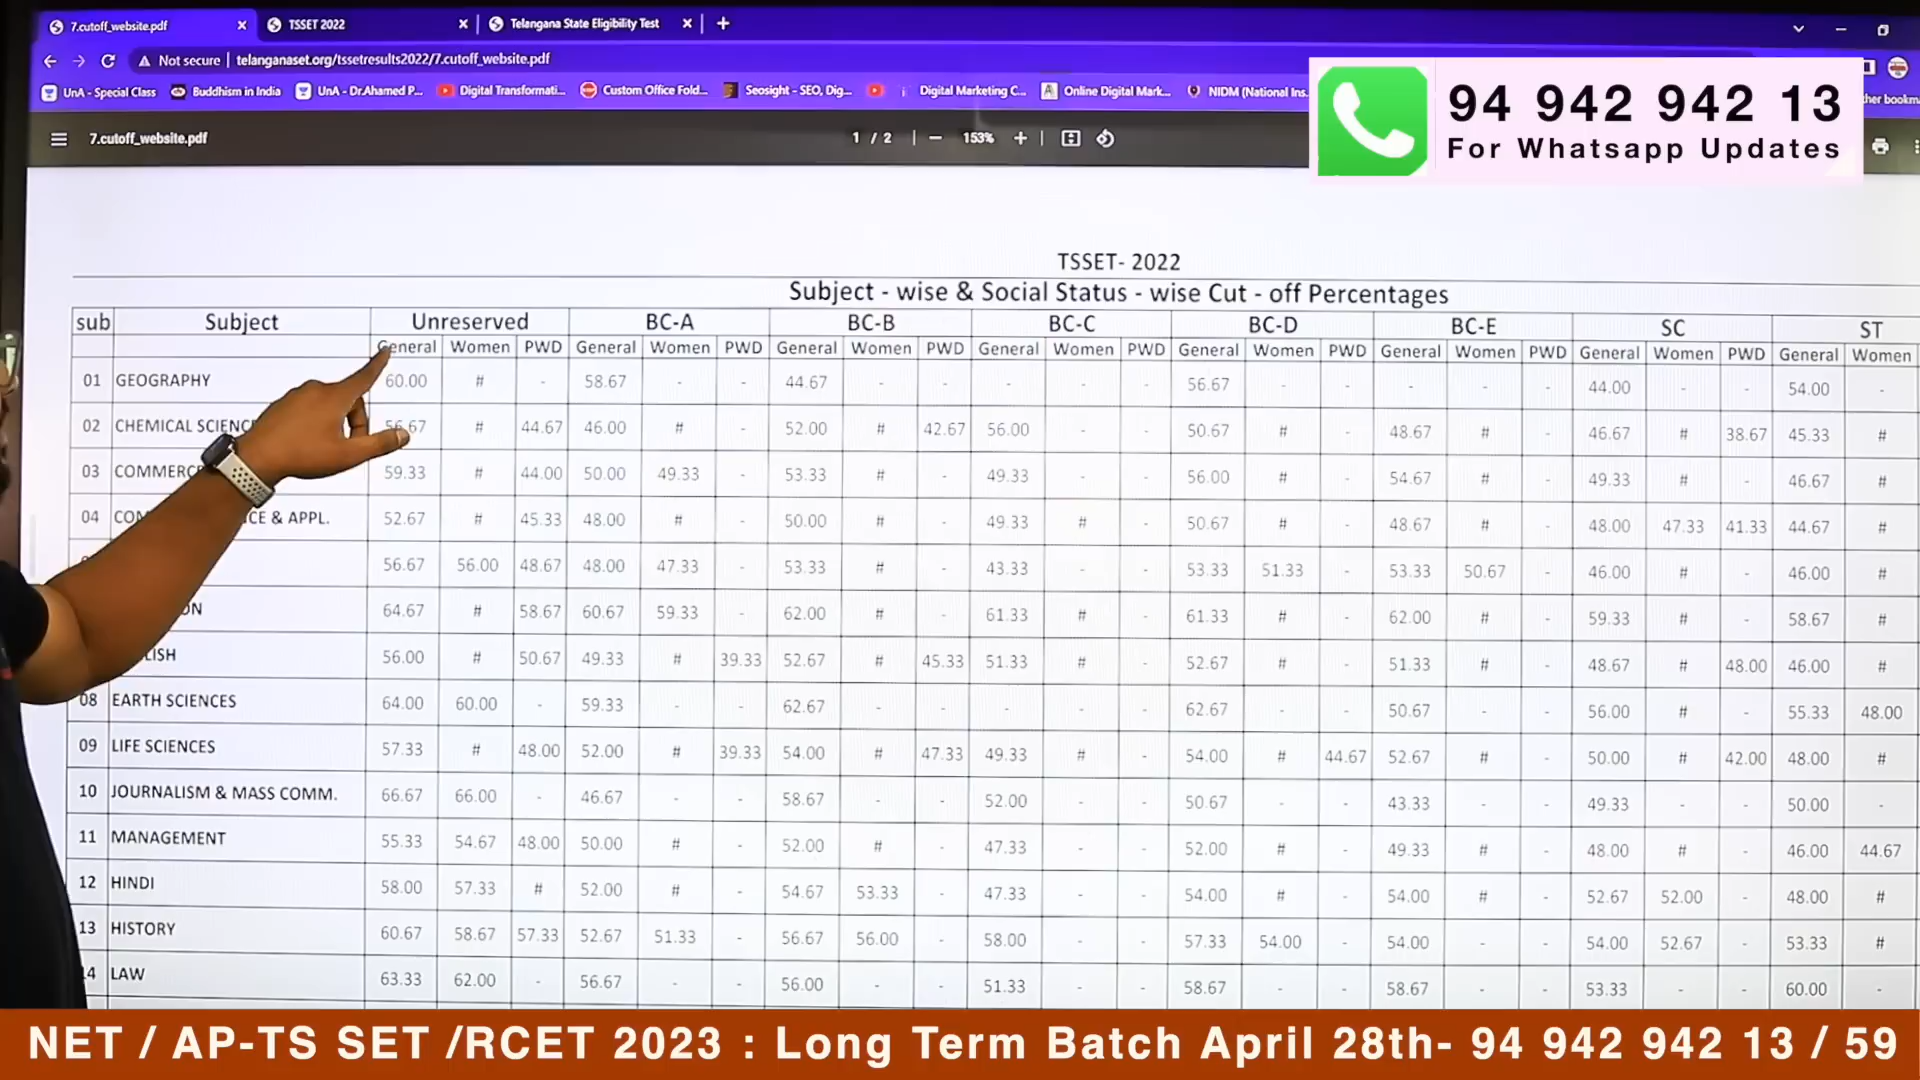 7.cutoff_website.pdf
TSSET 2022
Telangana State Eligibility Test
Not secure | telanganaset.org/tssetresults2022/7.cutoff_website.pdf
UnA - Special Class Buddhism in India UnA - Dr.Ahamed P... Digital Transformati... Custom Office Fold... Seosight - SEO, Dig... Digital Marketing C... Online Digital Mark... NIDM (National Ins...
94 942 942 13
For Whatsapp Updates
7.cutoff_website.pdf 1 / 2 153%
TSSET- 2022
Subject - wise & Social Status - wise Cut - off Percentages
sub Subject Unreserved BC-A BC-B BC-C BC-D BC-E SC ST
General Women PWD General Women PWD General Women PWD General Women PWD General Women PWD General Women PWD General Women PWD General Women
01 GEOGRAPHY 60.00 # - 58.67 - - 44.67 - - - - - 56.67 - - - - - 44.00 - - 54.00 -
02 CHEMICAL 56.67 # 44.67 46.00 # - 52.00 # 42.67 56.00 - - 50.67 # - 48.67 # - 46.67 # 38.67 45.33 #
03 59.33 # 44.00 50.00 49.33 - 53.33 # - 49.33 - - 56.00 # - 54.67 # - 49.33 # - 46.67 #
04 & APPL. 52.67 # 45.33 48.00 # - 50.00 # - 49.33 # - 50.67 # - 48.67 # - 48.00 47.33 41.33 44.67 #
56.67 56.00 48.67 48.00 47.33 - 53.33 # - 43.33 - - 53.33 51.33 - 53.33 50.67 - 46.00 # - 46.00 #
64.67 # 58.67 60.67 59.33 - 62.00 # - 61.33 # - 61.33 # - 62.00 # - 59.33 # - 58.67 #
56.00 # 50.67 49.33 # 39.33 52.67 # 45.33 51.33 # - 52.67 # - 51.33 # - 48.67 # 48.00 46.00 #
08 EARTH SCIENCES 64.00 60.00 - 59.33 - - 62.67 - - - - - 62.67 - - 50.67 - - 56.00 # - 55.33 48.00
09 LIFE SCIENCES 57.33 # 48.00 52.00 # 39.33 54.00 # 47.33 49.33 # - 54.00 # 44.67 52.67 # - 50.00 # 42.00 48.00 #
10 JOURNALISM & MASS COMM. 66.67 66.00 - 46.67 - - 58.67 - - 52.00 - - 50.67 - - 43.33 - - 49.33 - - 50.00 -
11 MANAGEMENT 55.33 54.67 48.00 50.00 # - 52.00 # - 47.33 - - 52.00 # - 49.33 # - 48.00 # - 46.00 44.67
12 HINDI 58.00 57.33 # 52.00 # - 54.67 53.33 - 47.33 - - 54.00 # - 54.00 # - 52.67 52.00 - 48.00 #
13 HISTORY 60.67 58.67 57.33 52.67 51.33 - 56.67 56.00 - 58.00 - - 57.33 54.00 - 54.00 - - 54.00 52.67 - 53.33 #
14 LAW 63.33 62.00 - 56.67 - - 56.00 - - 51.33 - - 58.67 - - 58.67 - - 53.33 - - 60.00 -
NET / AP-TS SET /RCET 2023 : Long Term Batch April 28th- 94 942 942 13 / 59